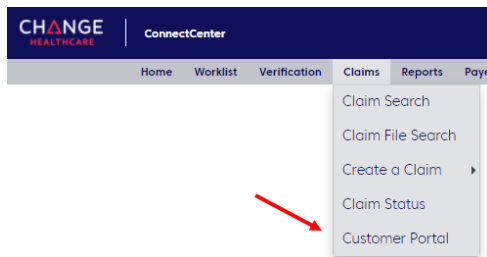 CHANGE
HEALTHCARE
ConnectCenter
Home Worklist Verification Claims Reports
Claim Search
Claim File Search
Create a Claim
Claim Status
Customer Portal